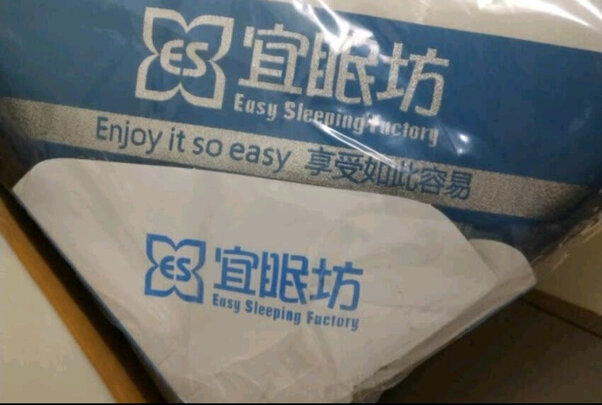 ES 宜眠坊
Easy Sleeping Factory
Enjoy it so easy 享受如此容易
ES 宜眠坊
Easy Sleeping Factory